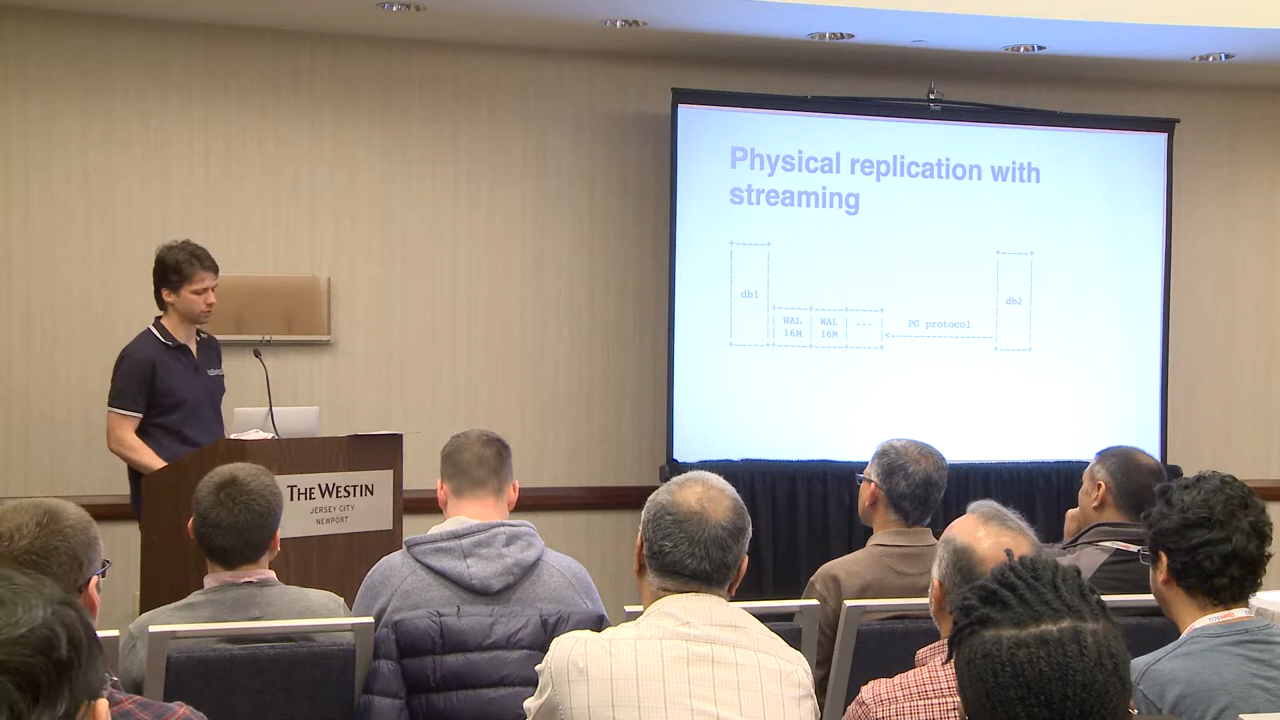 Physical replication with
streaming
db1
WAL WAL ...
16M 16M
PG protocol
db2
THE WESTIN
JERSEY CITY
NEWPORT